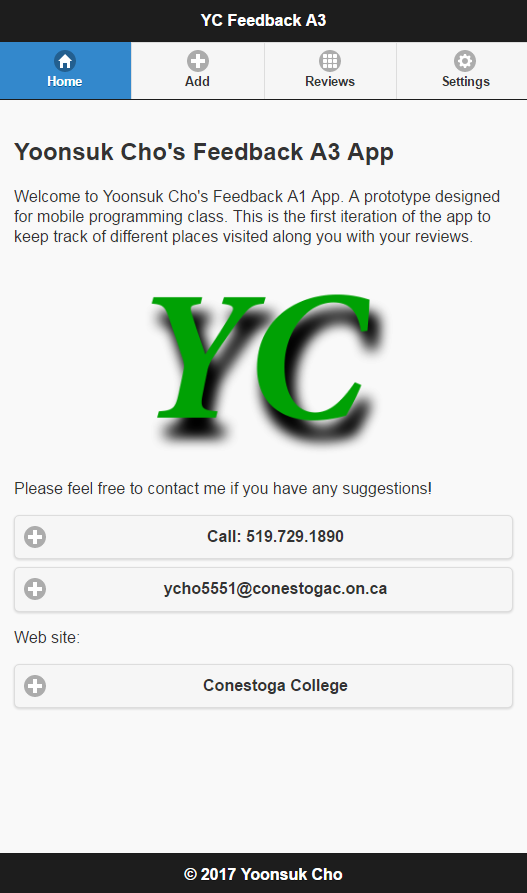 YC Feedback A3
Home Add Reviews Settings
Yoonsuk Cho's Feedback A3 App
Welcome to Yoonsuk Cho's Feedback A1 App. A prototype designed
for mobile programming class. This is the first iteration of the app to
keep track of different places visited along you with your reviews.
YC
Please feel free to contact me if you have any suggestions!
Call: 519.729.1890
ycho5551@conestogac.on.ca
Web site:
Conestoga College
© 2017 Yoonsuk Cho